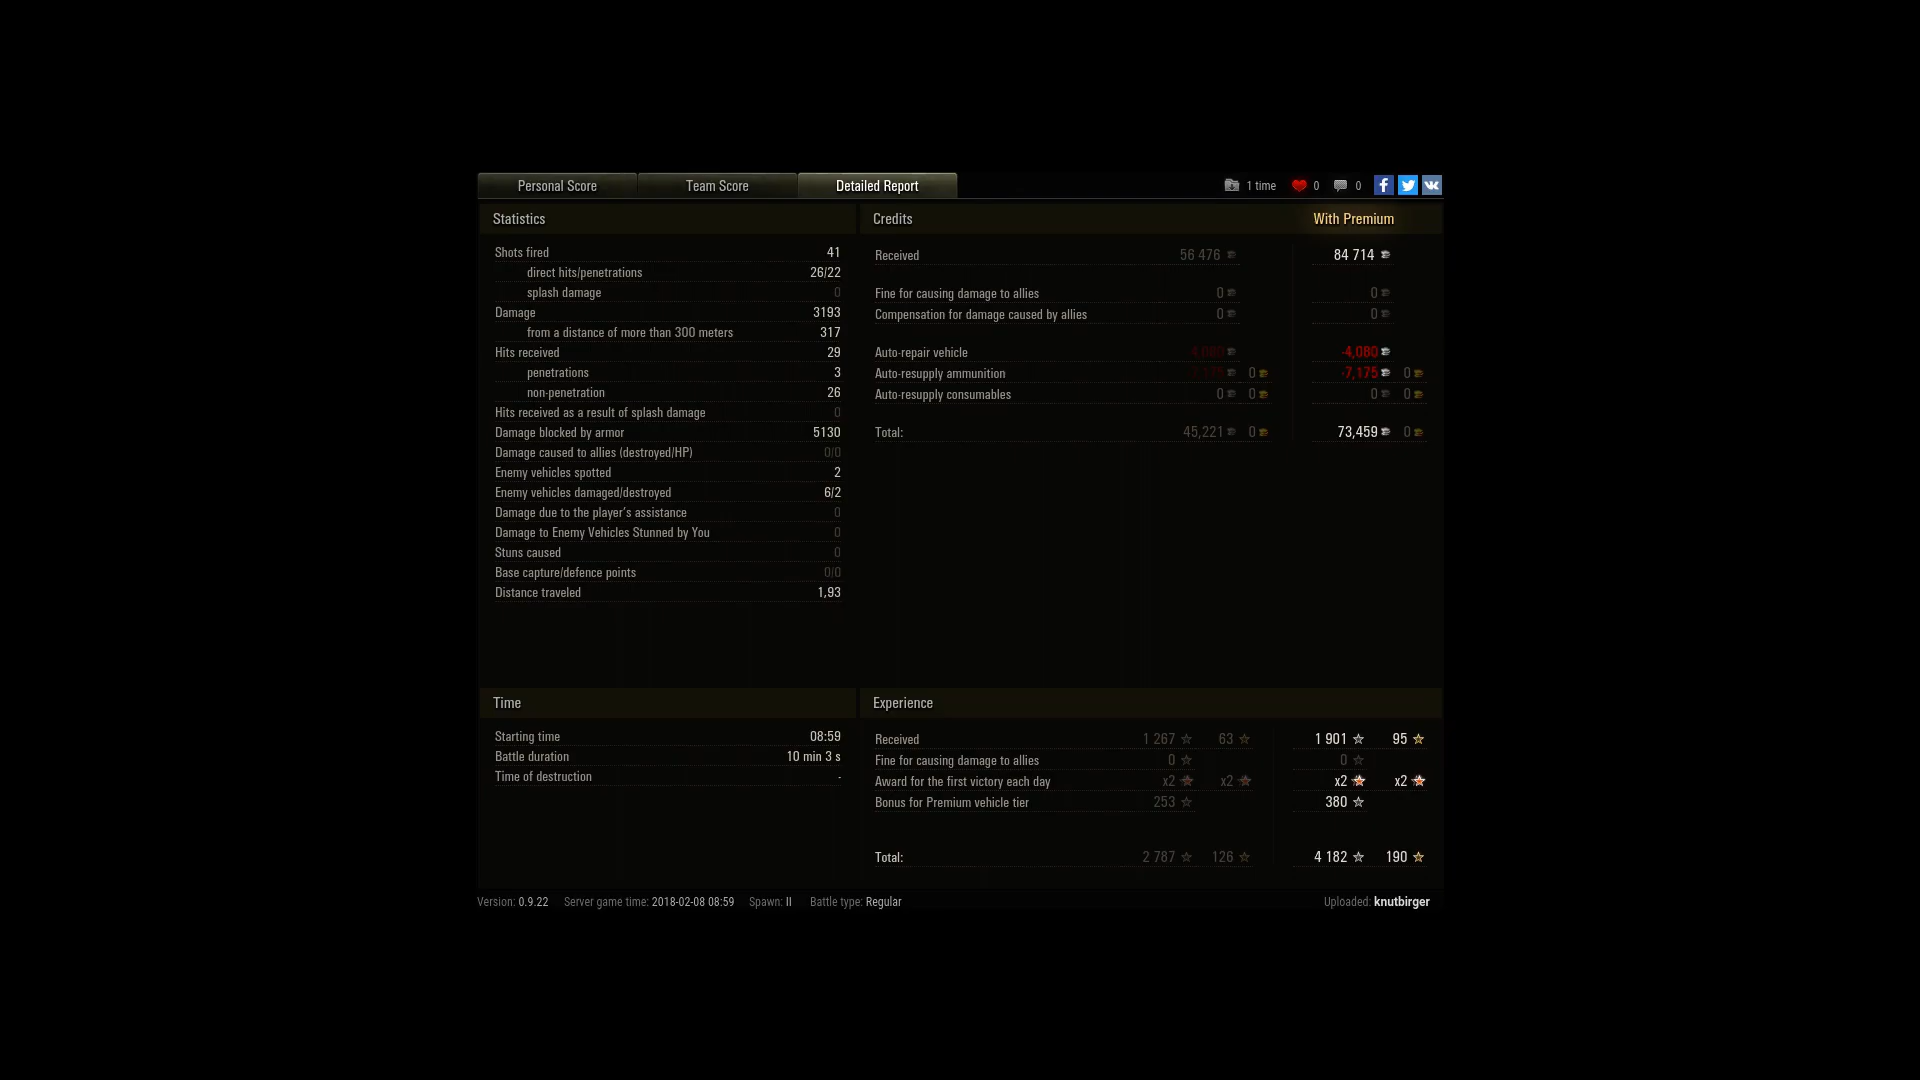 Personal Score Team Score Detailed Report 1 time 0 0
Statistics
Shots fired 41
direct hits/penetrations 26/22
splash damage 0
Damage 3193
from a distance of more than 300 meters 317
Hits received 29
penetrations 3
non-penetration 26
Hits received as a result of splash damage 0
Damage blocked by armor 5130
Damage caused to allies (destroyed/HP) 0/0
Enemy vehicles spotted 2
Enemy vehicles damaged/destroyed 6/2
Damage due to the player's assistance 0
Damage to Enemy Vehicles Stunned by You 0
Stuns caused 0
Base capture/defence points 0/0
Distance traveled 1,93
Credits With Premium
Received 56 476 84 714
Fine for causing damage to allies 0 0
Compensation for damage caused by allies 0 0
Auto-repair vehicle -4,080
Auto-resupply ammunition 0 -7,175 0
Auto-resupply consumables 0 0 0 0
Total: 45,221 0 73,459 0
Time
Starting time 08:59
Battle duration 10 min 3 s
Time of destruction -
Experience
Received 1 267 63 1 901 95
Fine for causing damage to allies 0 0
Award for the first victory each day x2 x2 x2 x2
Bonus for Premium vehicle tier 253 380
Total: 2 787 126 4 182 190
Version: 0.9.22 Server game time: 2018-02-08 08:59 Spawn: II Battle type: Regular Uploaded: knutbirger